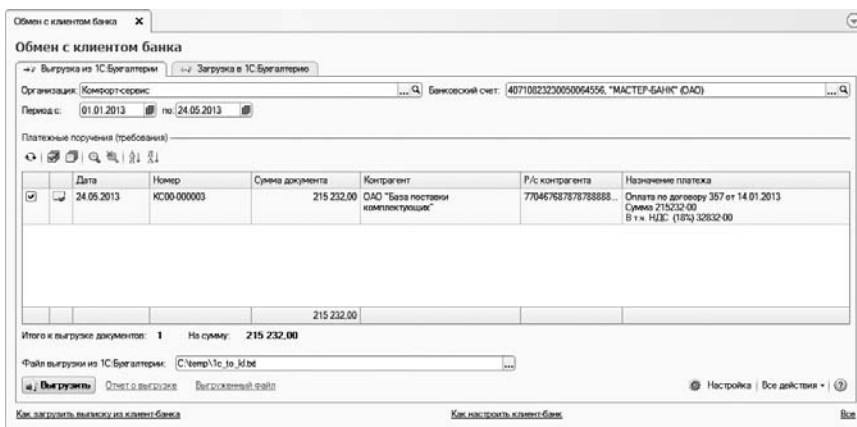 Обмен с клиентом банка ×
Обмен с клиентом банка
Выгрузка из 1С:Бухгалтерии Загрузка в 1С:Бухгалтерию
Организация: Комфорт-сервис ... Банковский счет: 40710823230050064556, "МАСТЕР-БАНК" (ОАО) ...
Период с: 01.01.2013 по: 24.05.2013
Платежные поручения (требования)
Дата Номер Сумма документа Контрагент Р/с контрагента Назначение платежа
24.05.2013 КС00-000003 215 232,00 ОАО "База поставки 770467687878788888... Оплата по договору 357 от 14.01.2013
комплектующих" Сумма 215232-00
В т.ч. НДС (18%) 32832-00
215 232,00
Итого к выгрузке документов: 1 На сумму: 215 232,00
Файл выгрузки из 1С:Бухгалтерии: C:\temp\1c_to_kl.txt ...
Выгрузить Отчет о выгрузке Выгруженный файл Настройка Все действия ?
Как загрузить выписку из клиент-банка Как настроить клиент-банк Все